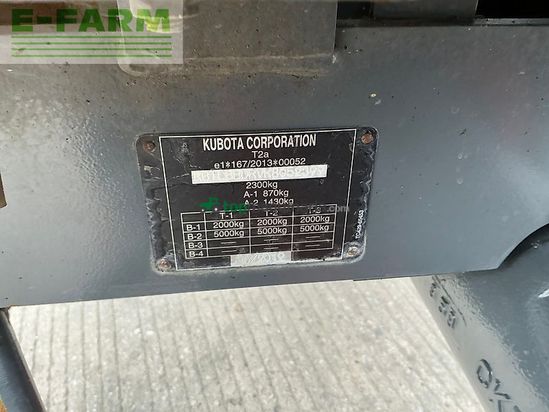 E-FARM
KUBOTA CORPORATION
T2a
e1*167/2013*00052
2300kg
A-1 870kg
A-2 1430kg
T-1 T-2 T-3
B-1 2000kg 2000kg 2000kg
B-2 5000kg 5000kg 5000kg
B-3 — — —
B-4 — — —